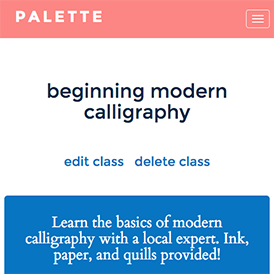 PALETTE
beginning modern
calligraphy
edit class delete class
Learn the basics of modern
calligraphy with a local expert. Ink,
paper, and quills provided!